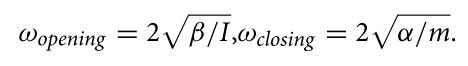 ω_opening = 2√β/I,ω_closing = 2√α/m.